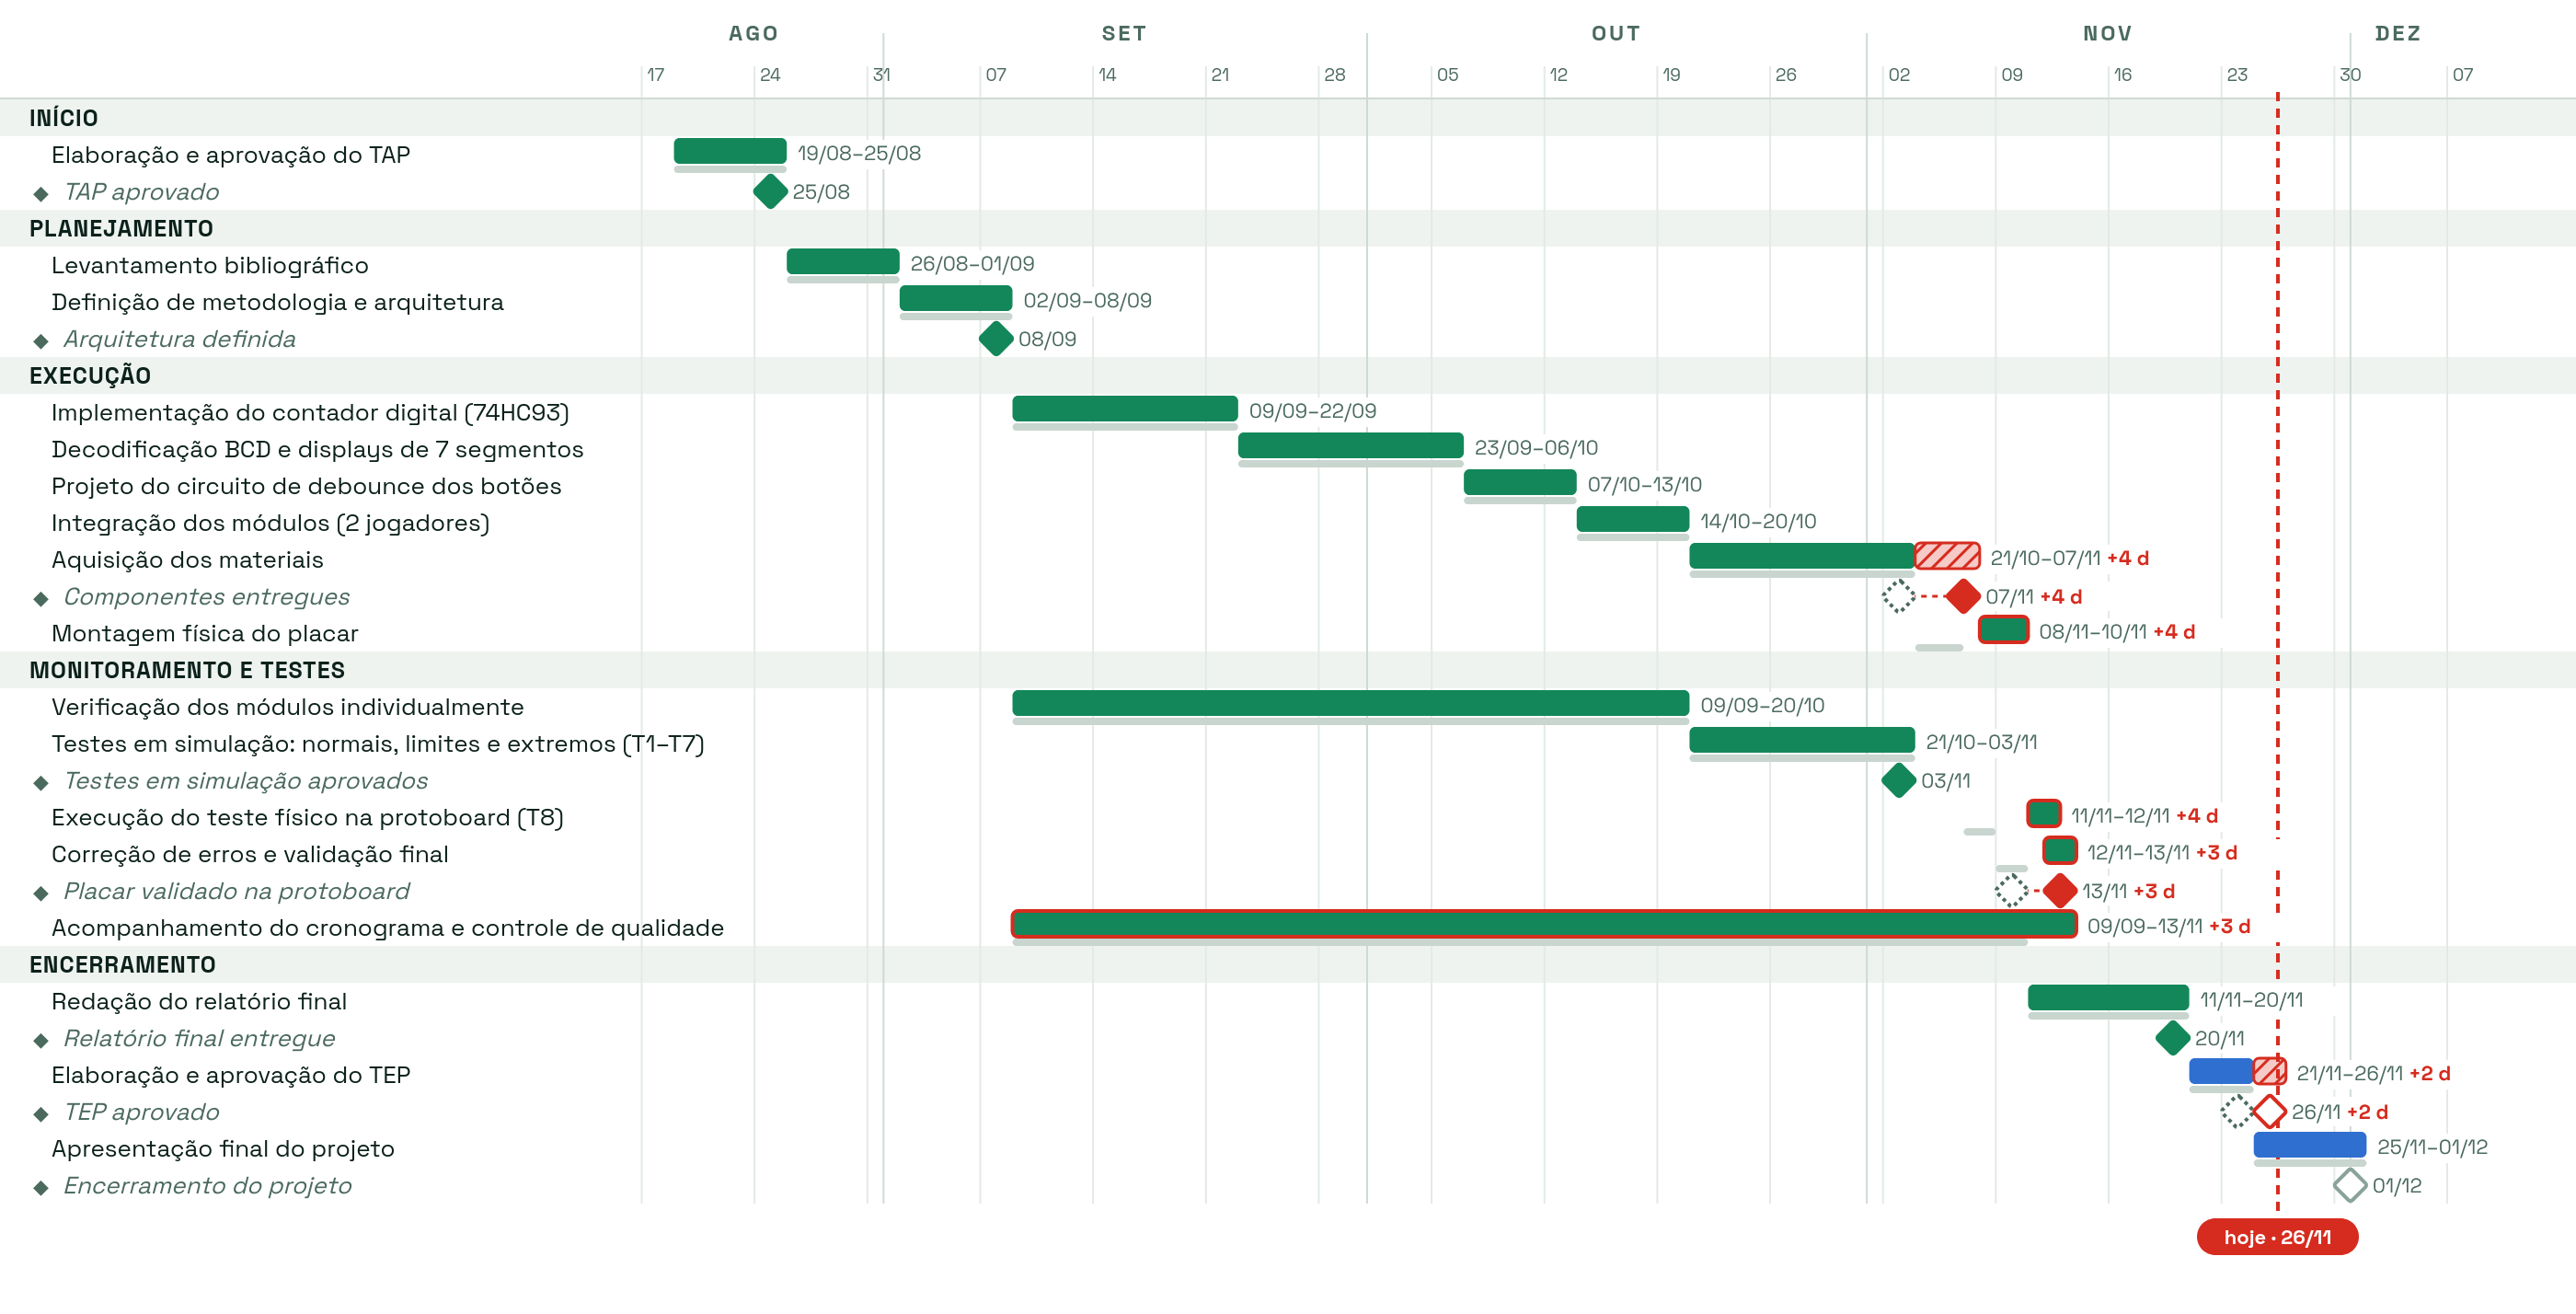 AGO SET OUT NOV DEZ
17 24 31 07 14 21 28 05 12 19 26 02 09 16 23 30 07
INÍCIO
Elaboração e aprovação do TAP 19/08–25/08
◆ TAP aprovado 25/08
PLANEJAMENTO
Levantamento bibliográfico 26/08–01/09
Definição de metodologia e arquitetura 02/09–08/09
◆ Arquitetura definida 08/09
EXECUÇÃO
Implementação do contador digital (74HC93) 09/09–22/09
Decodificação BCD e displays de 7 segmentos 23/09–06/10
Projeto do circuito de debounce dos botões 07/10–13/10
Integração dos módulos (2 jogadores) 14/10–20/10
Aquisição dos materiais 21/10–07/11 +4 d
◆ Componentes entregues 07/11 +4 d
Montagem física do placar 08/11–10/11 +4 d
MONITORAMENTO E TESTES
Verificação dos módulos individualmente 09/09–20/10
Testes em simulação: normais, limites e extremos (T1–T7) 21/10–03/11
◆ Testes em simulação aprovados 03/11
Execução do teste físico na protoboard (T8) 11/11–12/11 +4 d
Correção de erros e validação final 12/11–13/11 +3 d
◆ Placar validado na protoboard 13/11 +3 d
Acompanhamento do cronograma e controle de qualidade 09/09–13/11 +3 d
ENCERRAMENTO
Redação do relatório final 11/11–20/11
◆ Relatório final entregue 20/11
Elaboração e aprovação do TEP 21/11–26/11 +2 d
◆ TEP aprovado 26/11 +2 d
Apresentação final do projeto 25/11–01/12
◆ Encerramento do projeto 01/12
hoje · 26/11